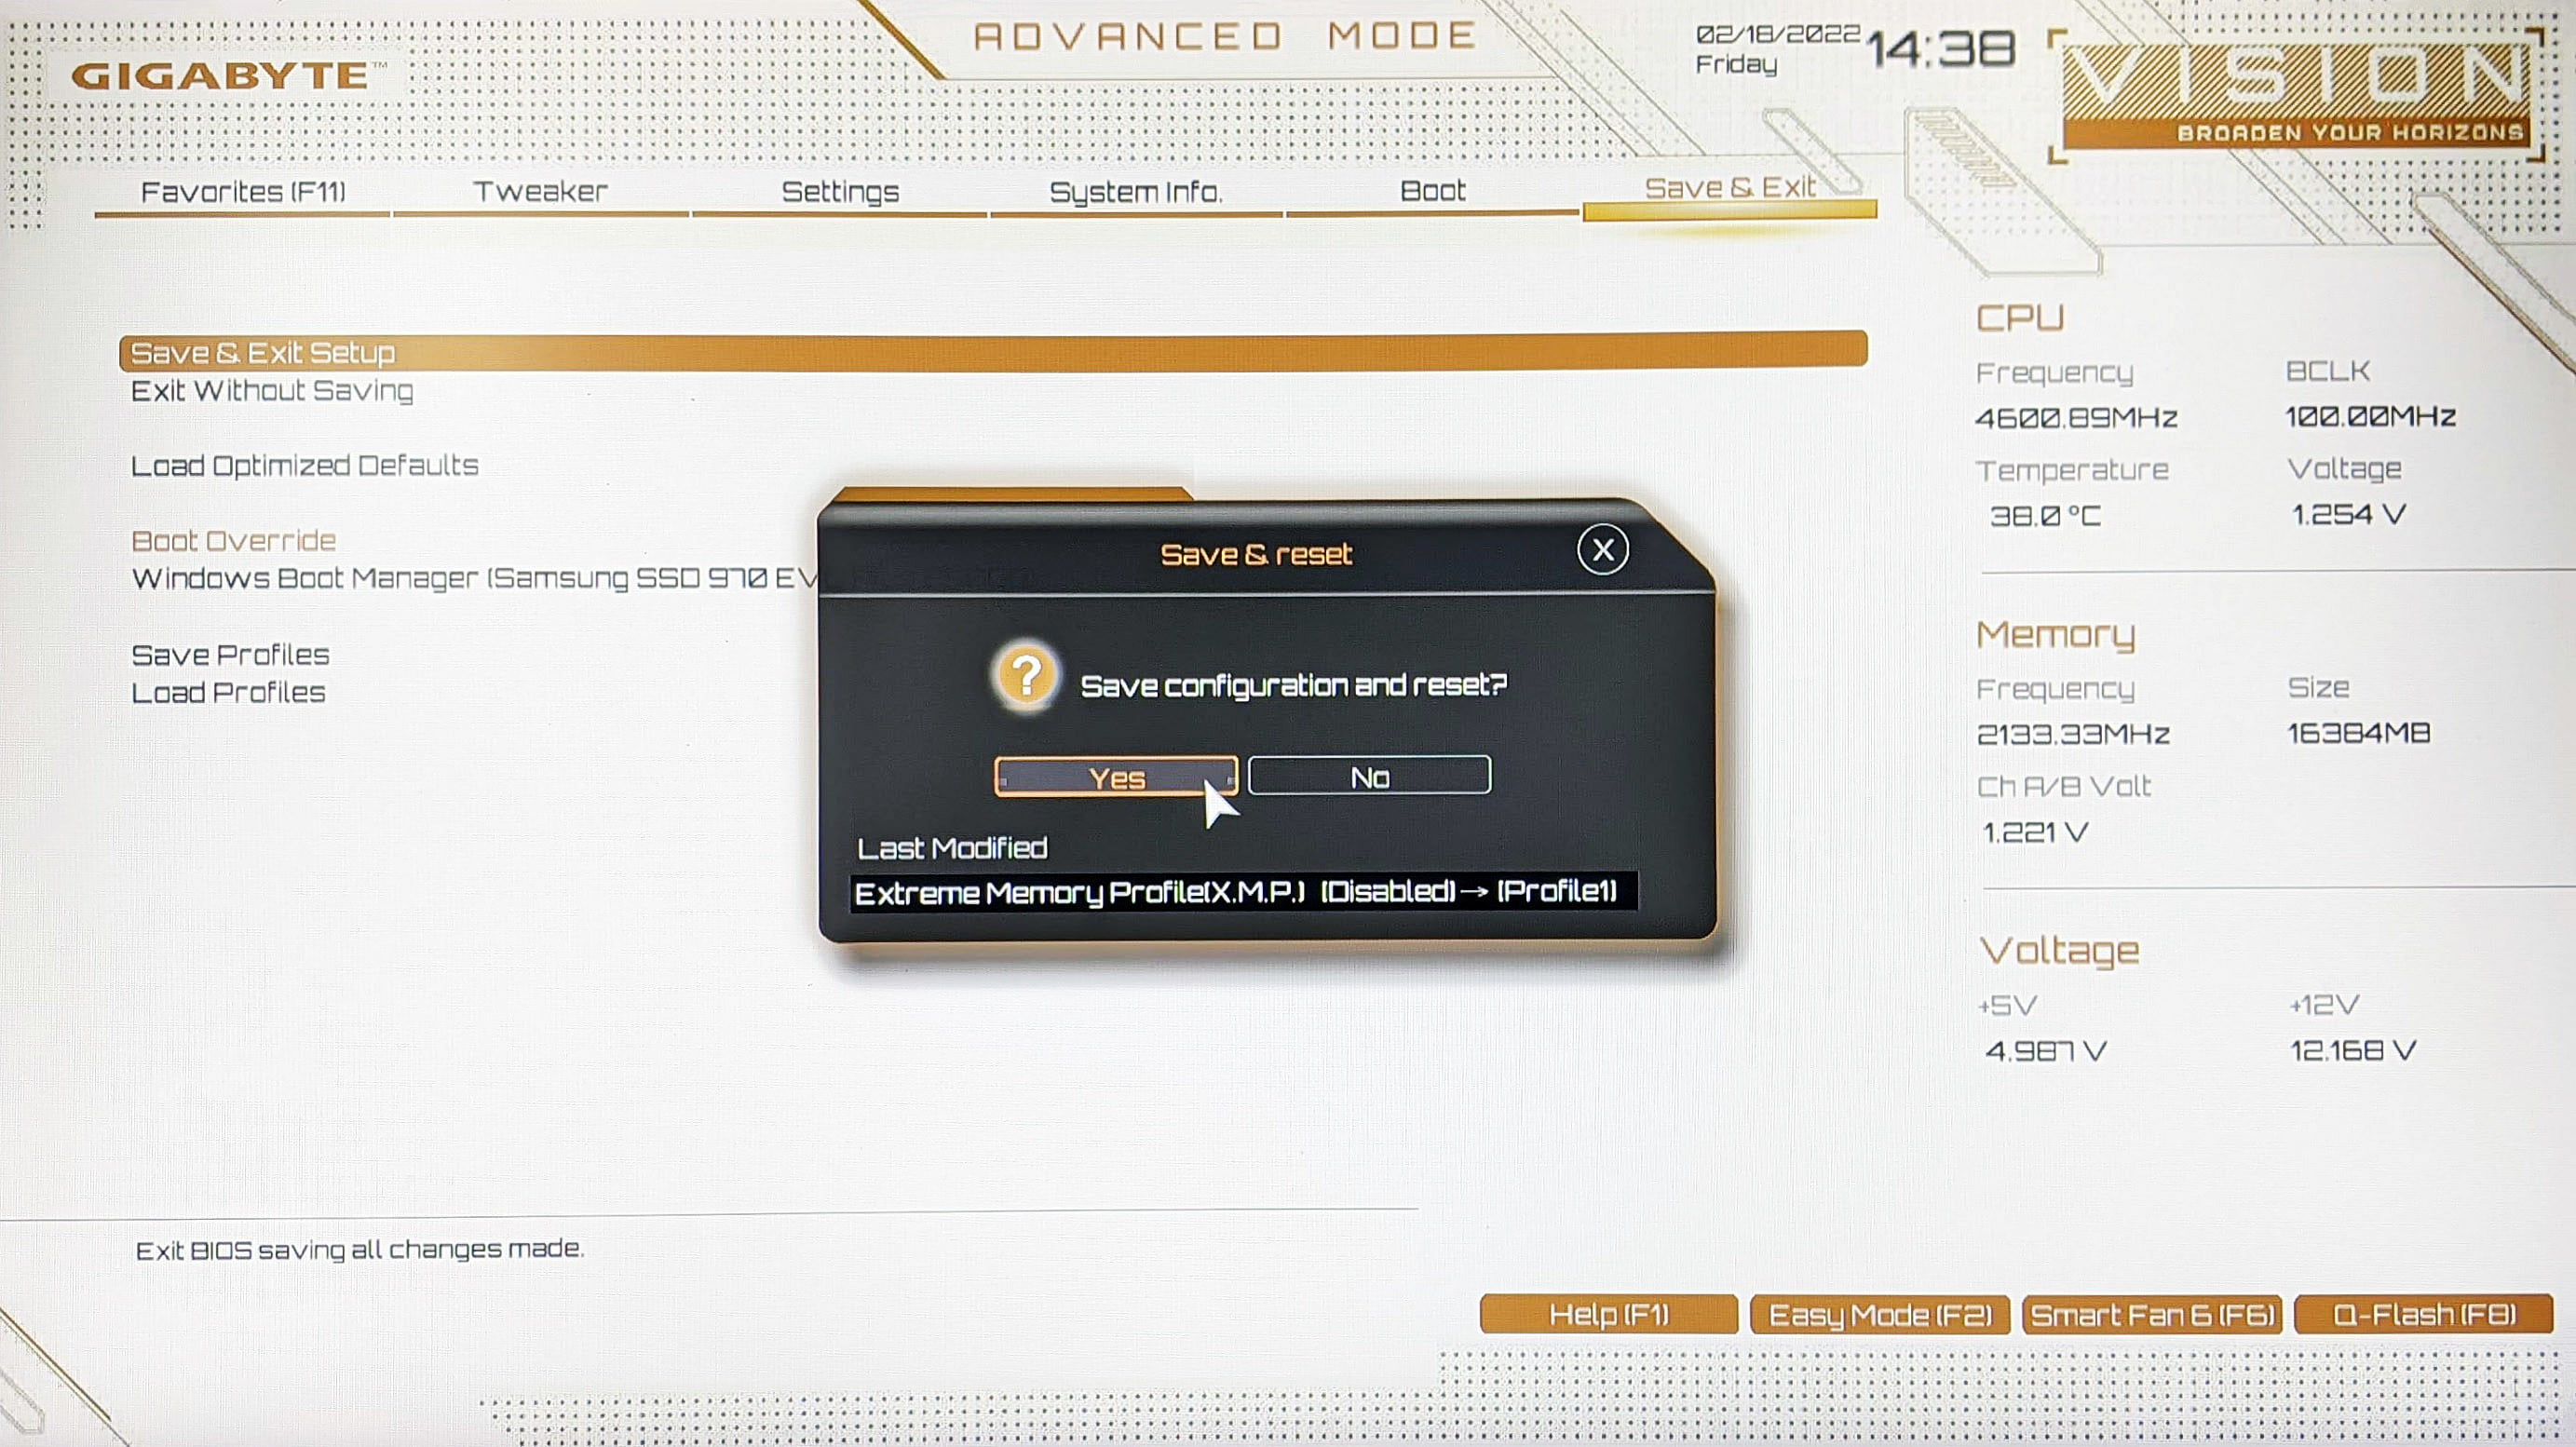 GIGABYTE™
ADVANCED MODE
02/18/2022 14:38
Friday
VISION
BROADEN YOUR HORIZONS
Favorites (F11)
Tweaker
Settings
System Info.
Boot
Save & Exit
Save & Exit Setup
Exit Without Saving
Load Optimized Defaults
Boot Override
Windows Boot Manager (Samsung SSD 970 EV
Save Profiles
Load Profiles
Save & reset
X
?
Save configuration and reset?
Yes
No
Last Modified
Extreme Memory Profile(X.M.P.) (Disabled)→ (Profile1)
CPU
Frequency BCLK
4600.89MHz 100.00MHz
Temperature Voltage
38.0 °C 1.254 V
Memory
Frequency Size
2133.33MHz 16384MB
Ch A/B Volt
1.221 V
Voltage
+5V +12V
4.987 V 12.168 V
Exit BIOS saving all changes made.
Help (F1)
Easy Mode (F2)
Smart Fan 6 (F6)
Q-Flash (F8)